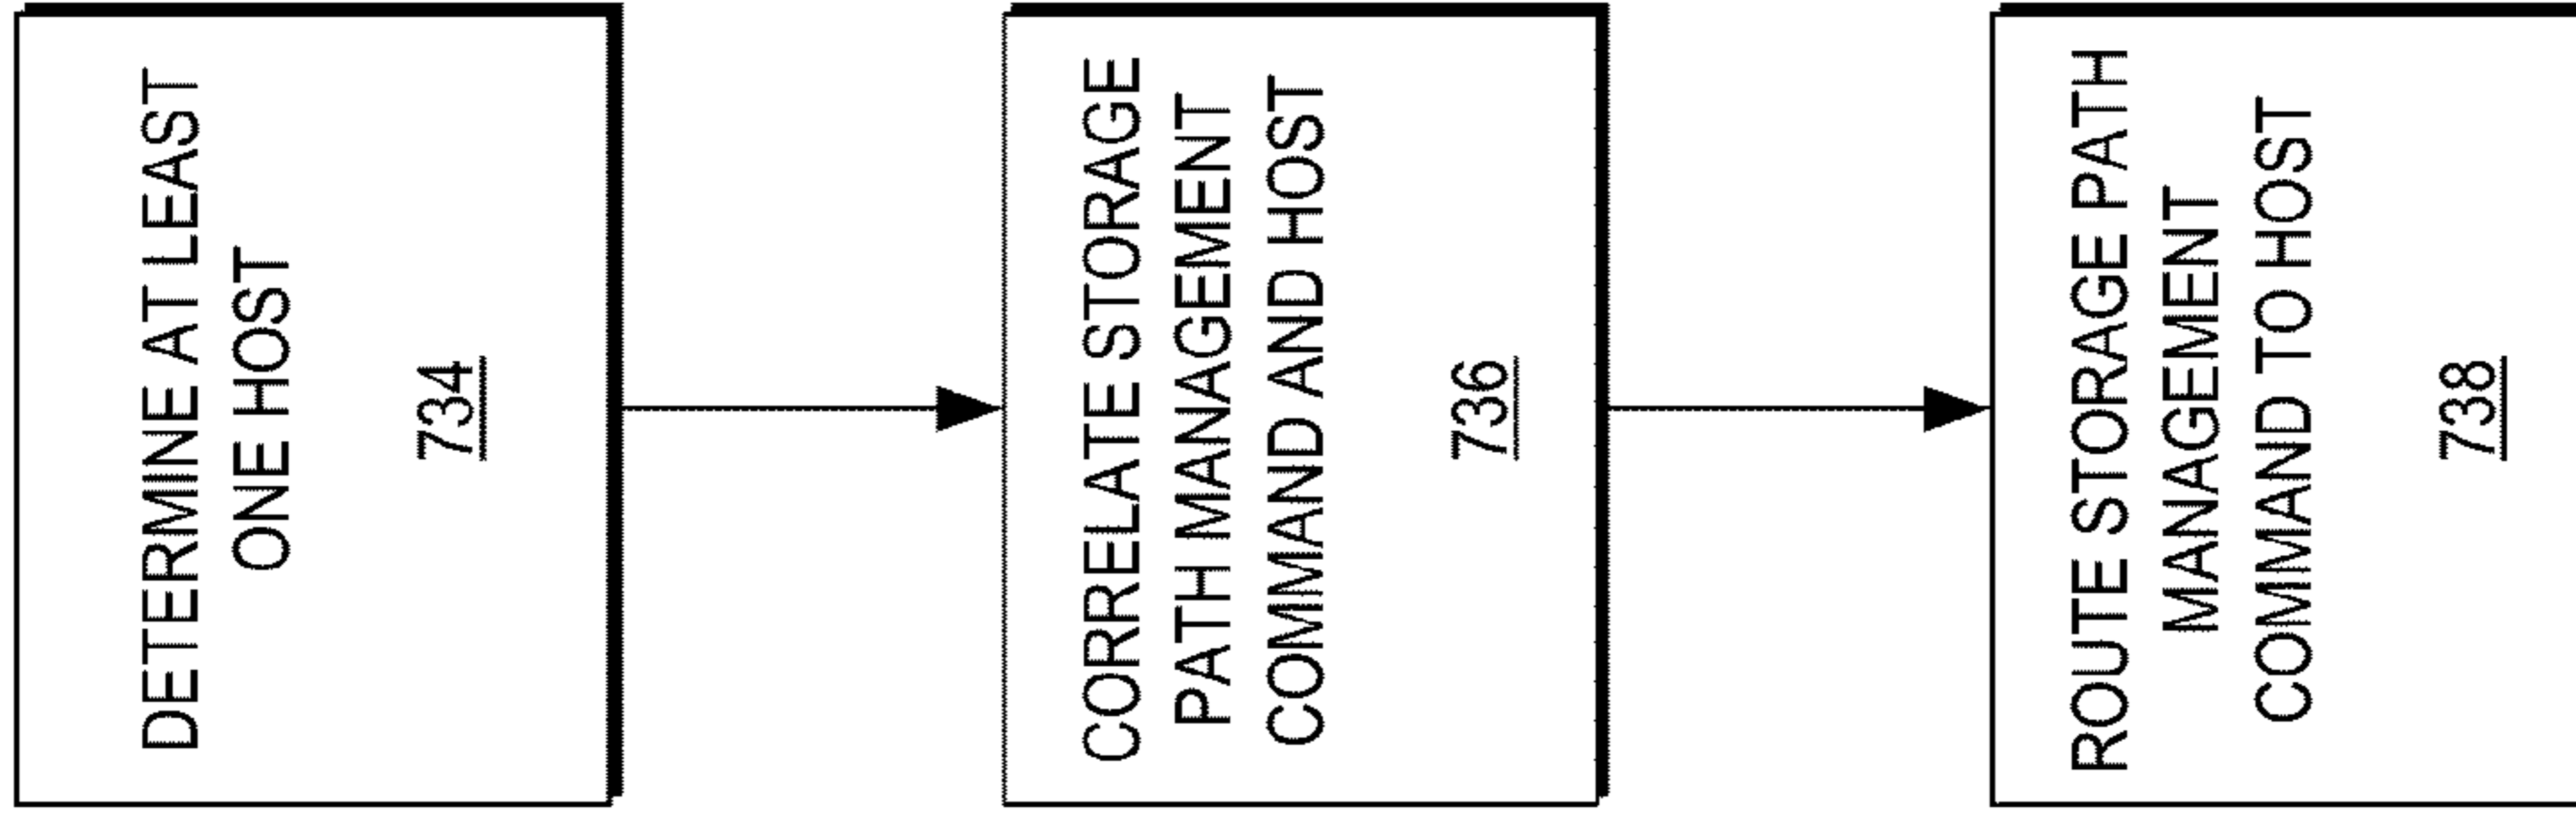 DETERMINE AT LEAST
ONE HOST
734
CORRELATE STORAGE
PATH MANAGEMENT
COMMAND AND HOST
736
ROUTE STORAGE PATH
MANAGEMENT
COMMAND TO HOST
738